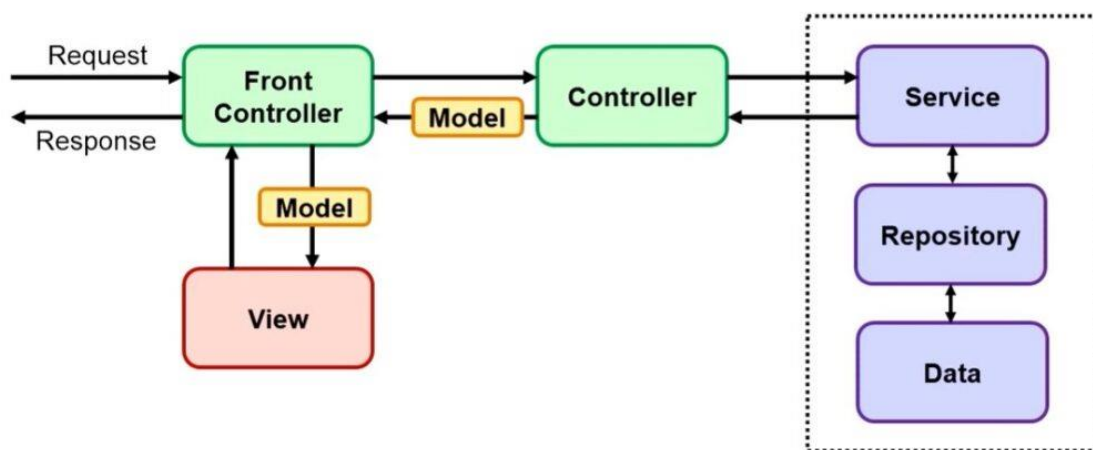 Request
Response
Front
Controller
Model
Controller
Service
Model
Repository
View
Data